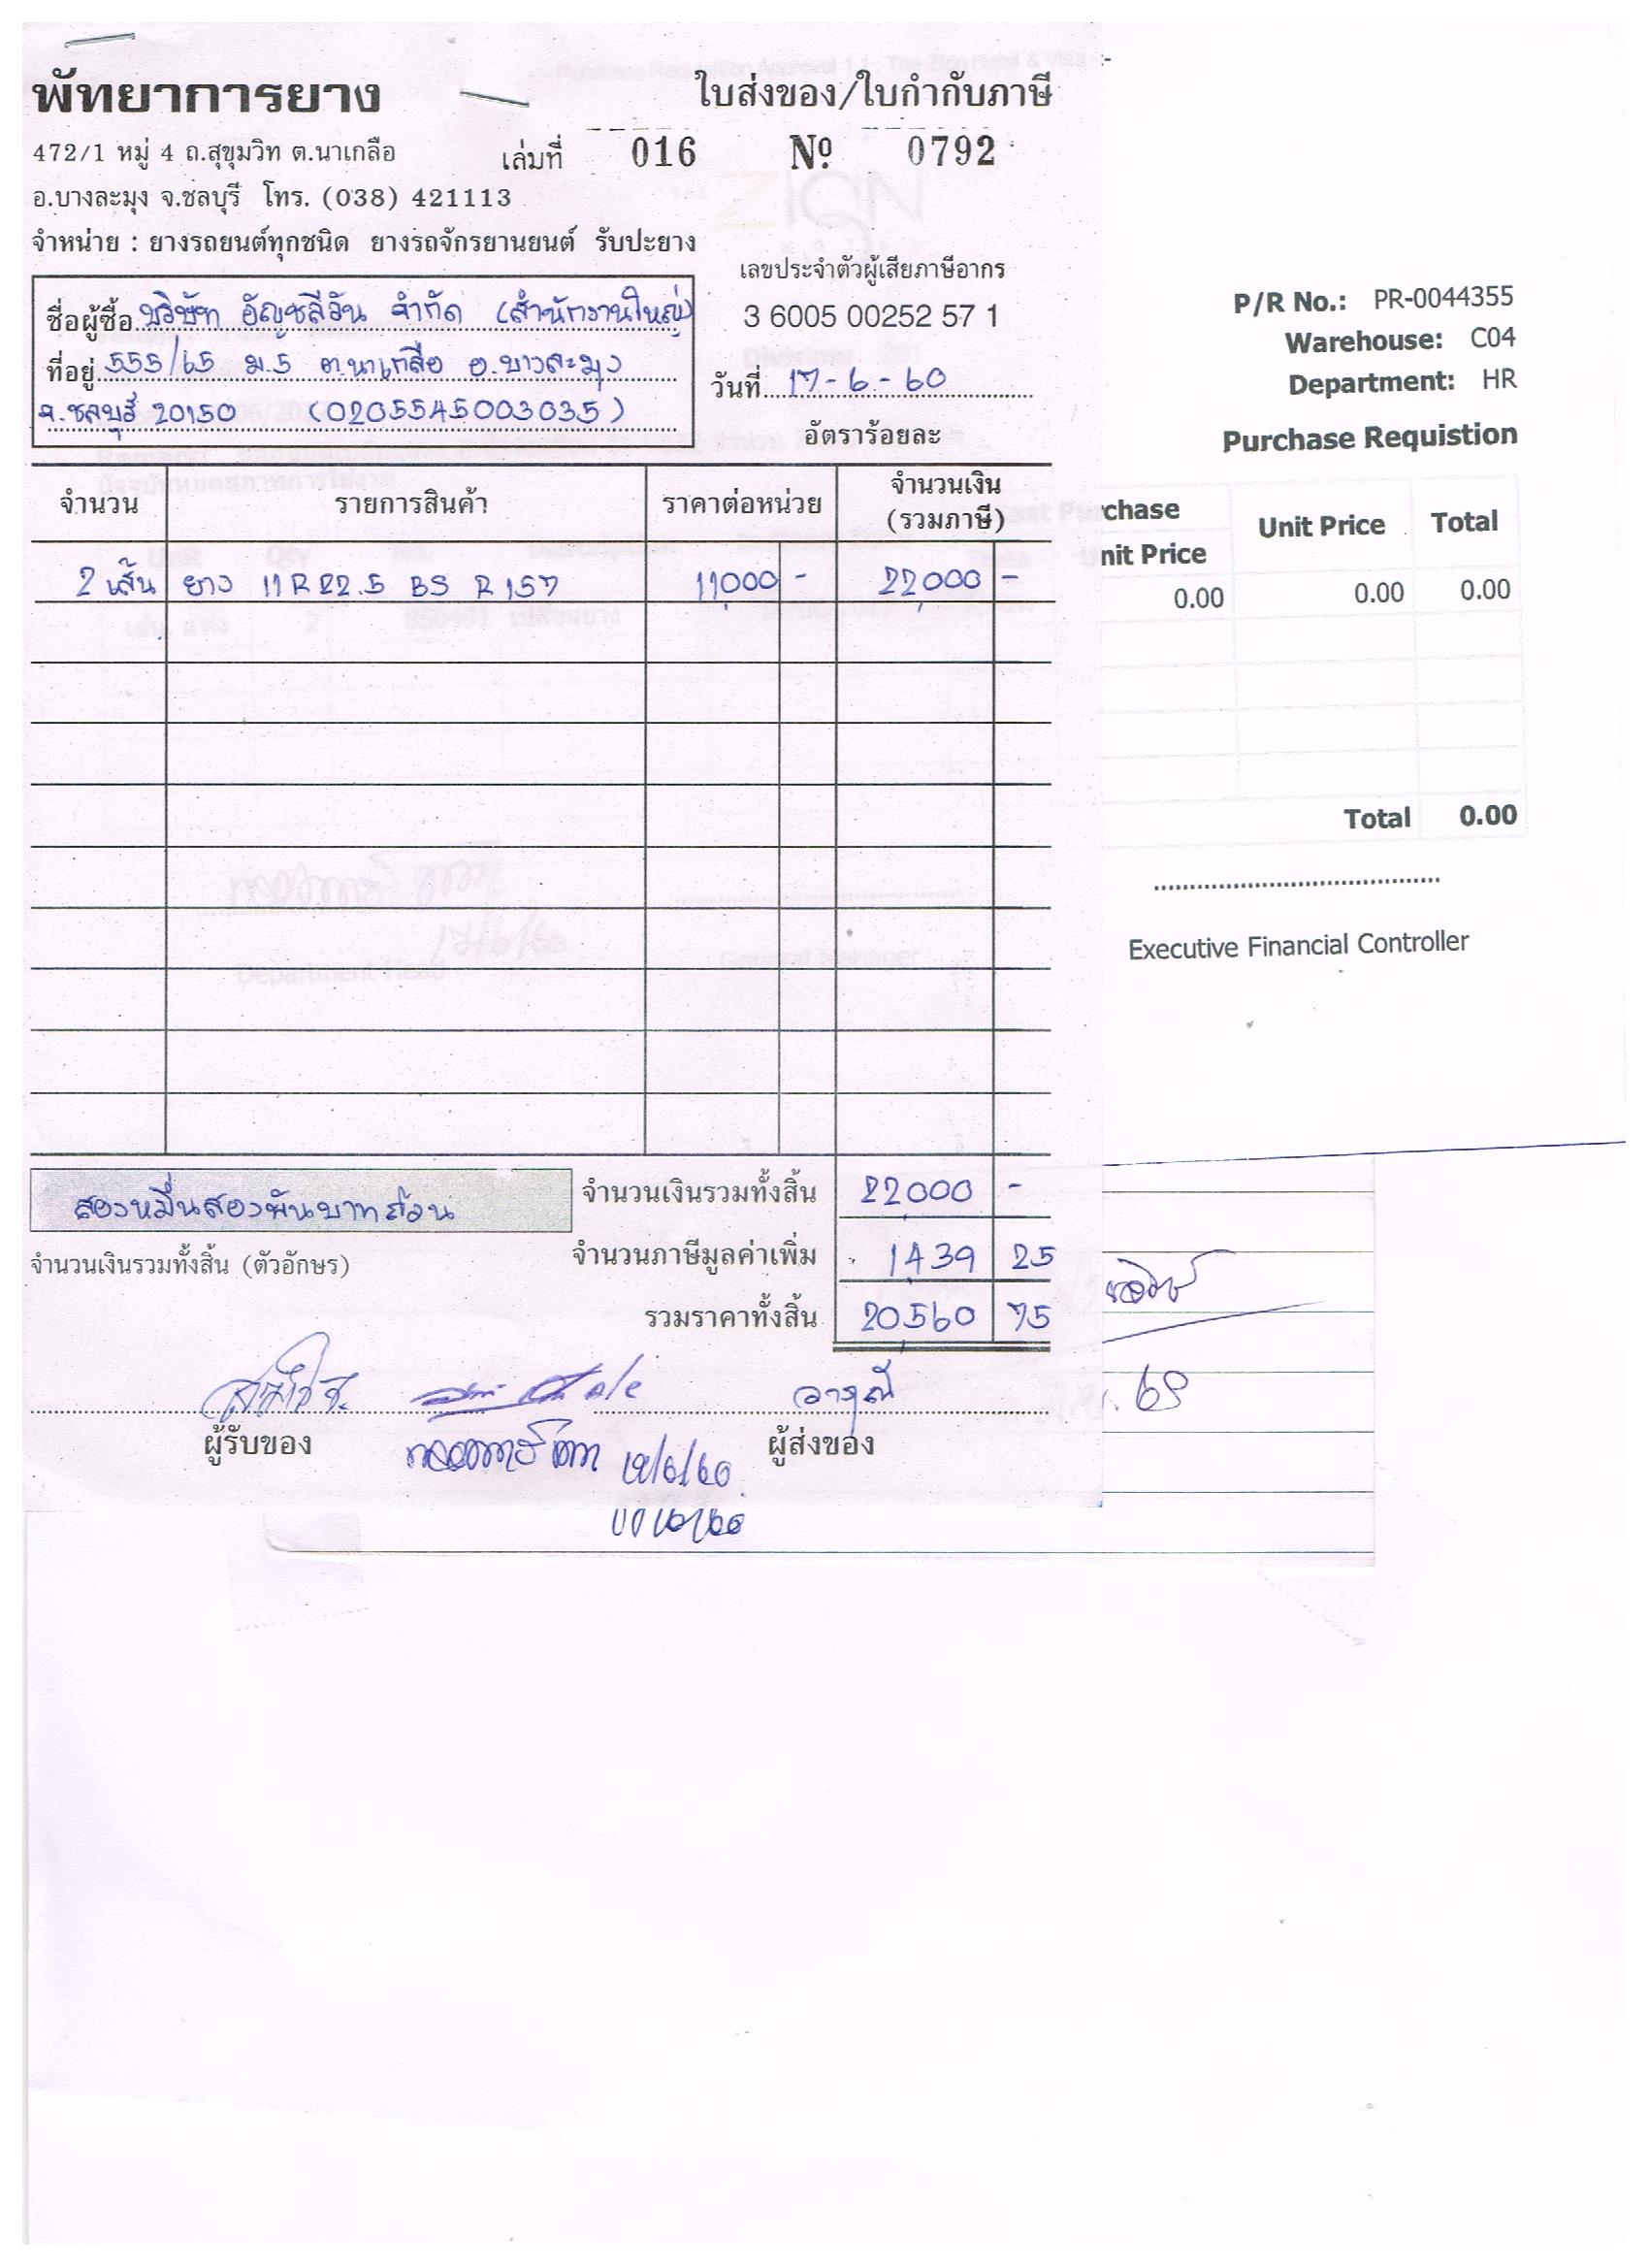 พัทยาการยาง
ใบส่งของ/ใบกำกับภาษี
472/1 หมู่ 4 ถ.สุขุมวิท ต.นาเกลือ
เล่มที่ 016 № 0792
อ.บางละมุง จ.ชลบุรี โทร. (038) 421113
จำหน่าย : ยางรถยนต์ทุกชนิด ยางรถจักรยานยนต์ รับปะยาง
เลขประจำตัวผู้เสียภาษีอากร
3 6005 00252 57 1
ชื่อผู้ซื้อ บริษัท อัญชลีวัน จำกัด (สำนักงานใหญ่)
ที่อยู่ 555/65 ม.5 ต.นาเกลือ อ.บางละมุง
จ.ชลบุรี 20150 (0205545003035)
วันที่ 17-6-60
อัตราร้อยละ
จำนวน รายการสินค้า ราคาต่อหน่วย จำนวนเงิน (รวมภาษี)
2 เส้น ยาง 11R22.5 BS R157 11,000 - 22,000 -
จำนวนเงินรวมทั้งสิ้น 22,000 -
สองหมื่นสองพันบาทถ้วน
จำนวนเงินรวมทั้งสิ้น (ตัวอักษร)
จำนวนภาษีมูลค่าเพิ่ม 1,439 25
รวมราคาทั้งสิ้น 20,560 75
ผู้รับของ
ผู้ส่งของ
P/R No.: PR-0044355
Warehouse: C04
Department: HR
Purchase Requistion
chase
nit Price Unit Price Total
0.00 0.00 0.00
Total 0.00
Executive Financial Controller